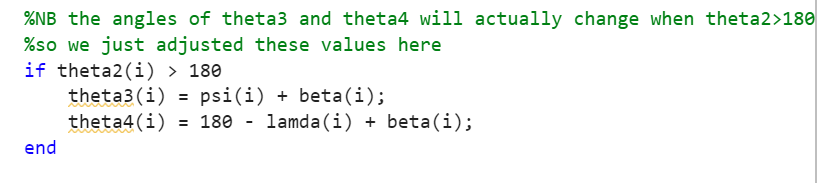 %NB the angles of theta3 and theta4 will actually change when theta2>180
%so we just adjusted these values here
if theta2(i) > 180
    theta3(i) = psi(i) + beta(i);
    theta4(i) = 180 - lamda(i) + beta(i);
end